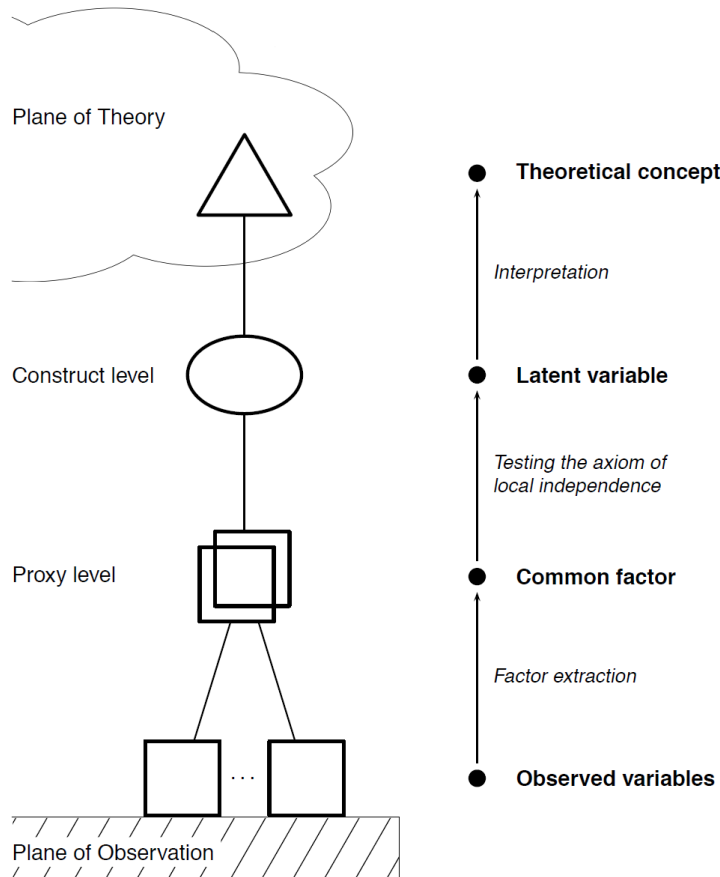 Plane of Theory
Theoretical concept
Interpretation
Construct level
Latent variable
Testing the axiom of
local independence
Proxy level
Common factor
Factor extraction
...
Observed variables
Plane of Observation